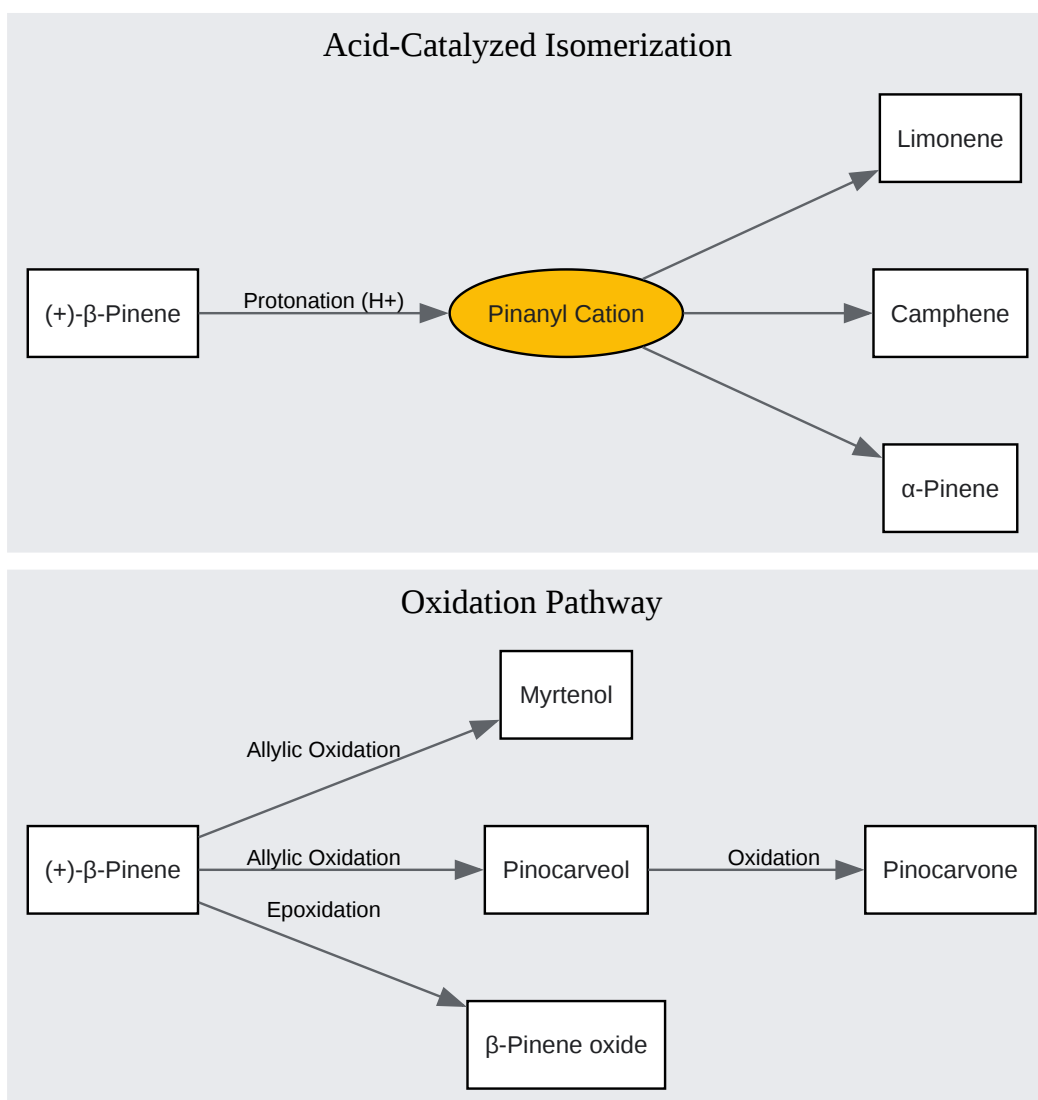 Acid-Catalyzed Isomerization
Limonene
(+)-β-Pinene
Protonation (H+)
Pinanyl Cation
Camphene
α-Pinene
Oxidation Pathway
Myrtenol
Allylic Oxidation
(+)-β-Pinene
Allylic Oxidation
Pinocarveol
Oxidation
Pinocarvone
Epoxidation
β-Pinene oxide